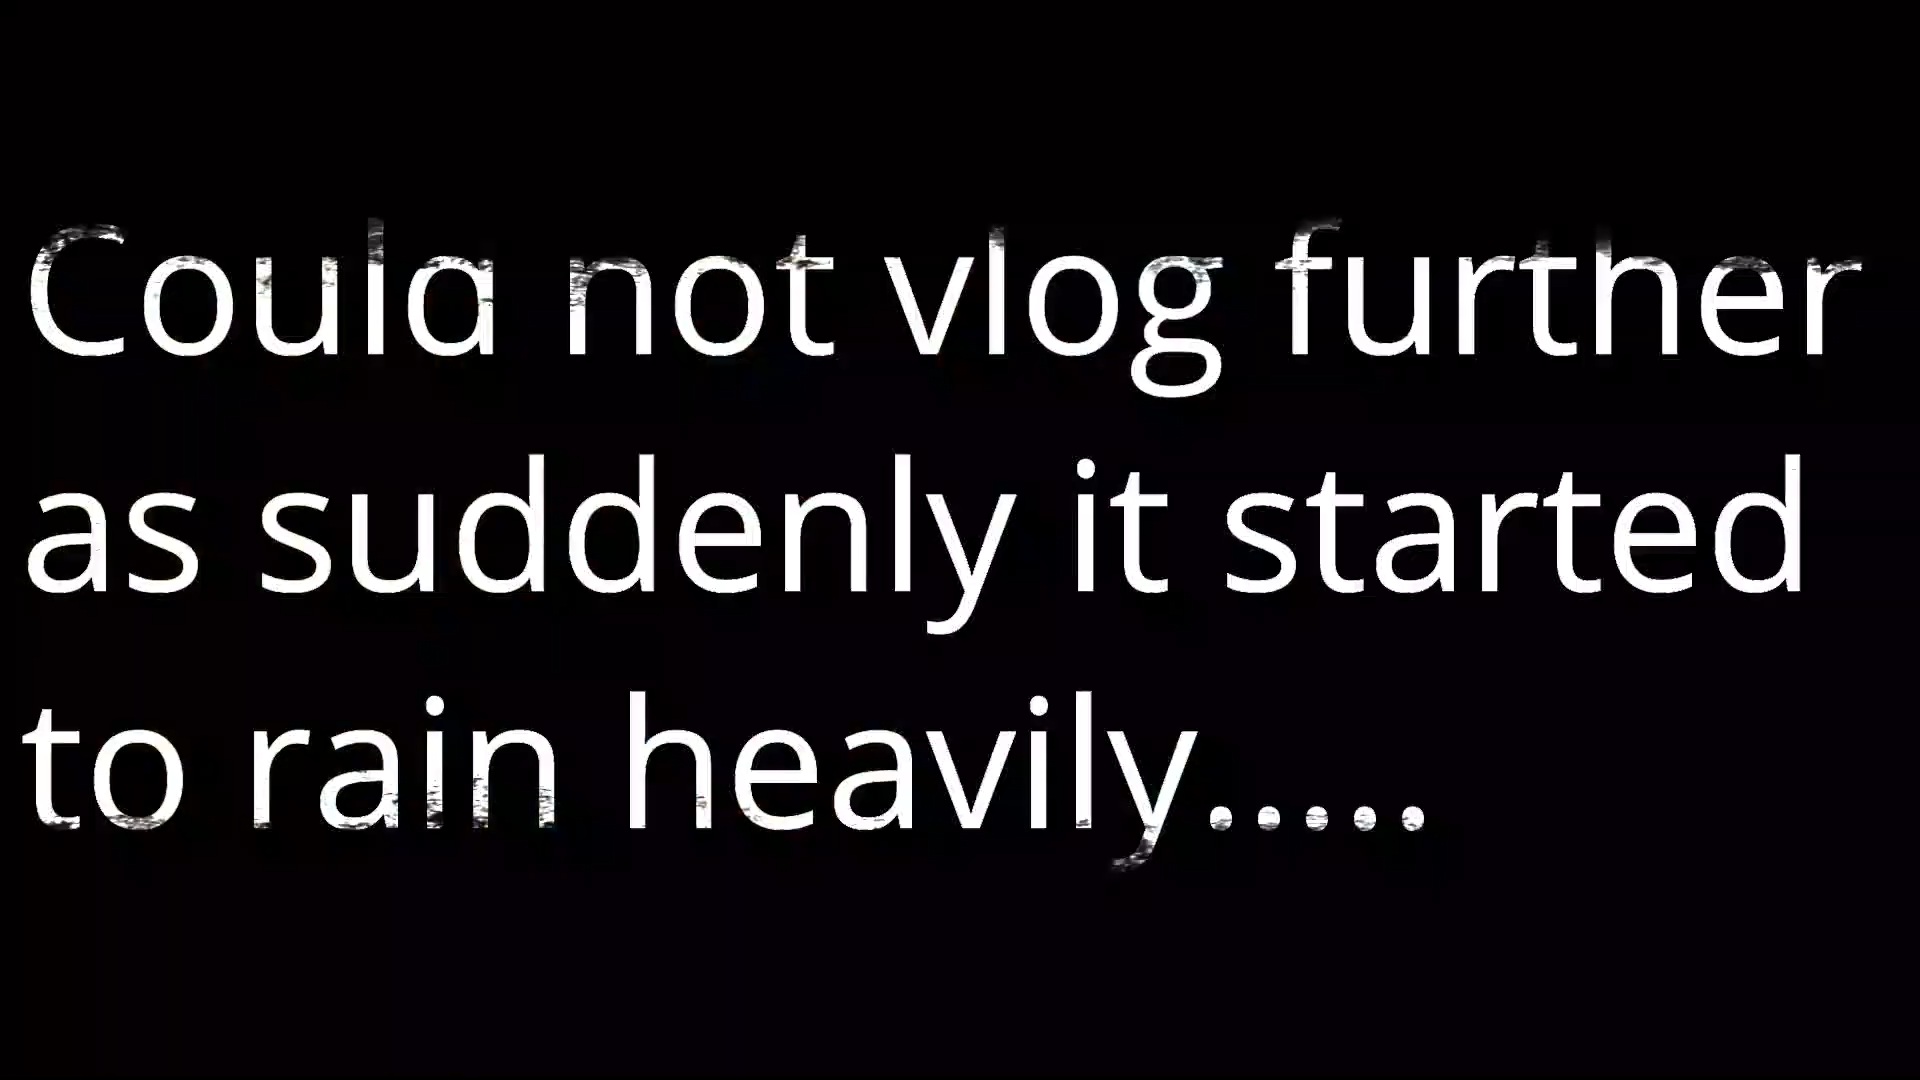 Could not vlog further
as suddenly it started
to rain heavily.....